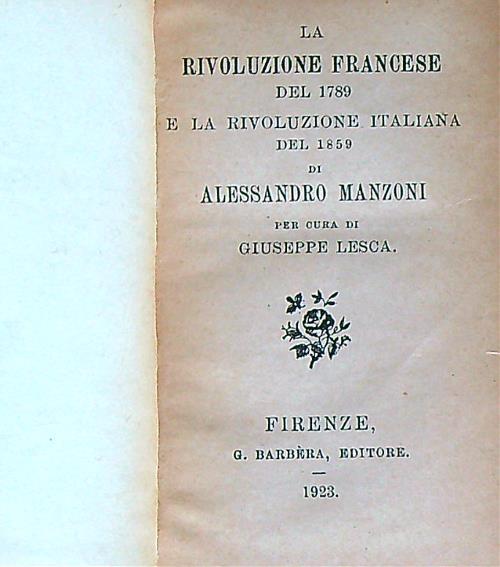 LA
RIVOLUZIONE FRANCESE
DEL 1789
E LA RIVOLUZIONE ITALIANA
DEL 1859
DI
ALESSANDRO MANZONI
PER CURA DI
GIUSEPPE LESCA.
FIRENZE,
G. BARBÈRA, EDITORE.
—
1923.